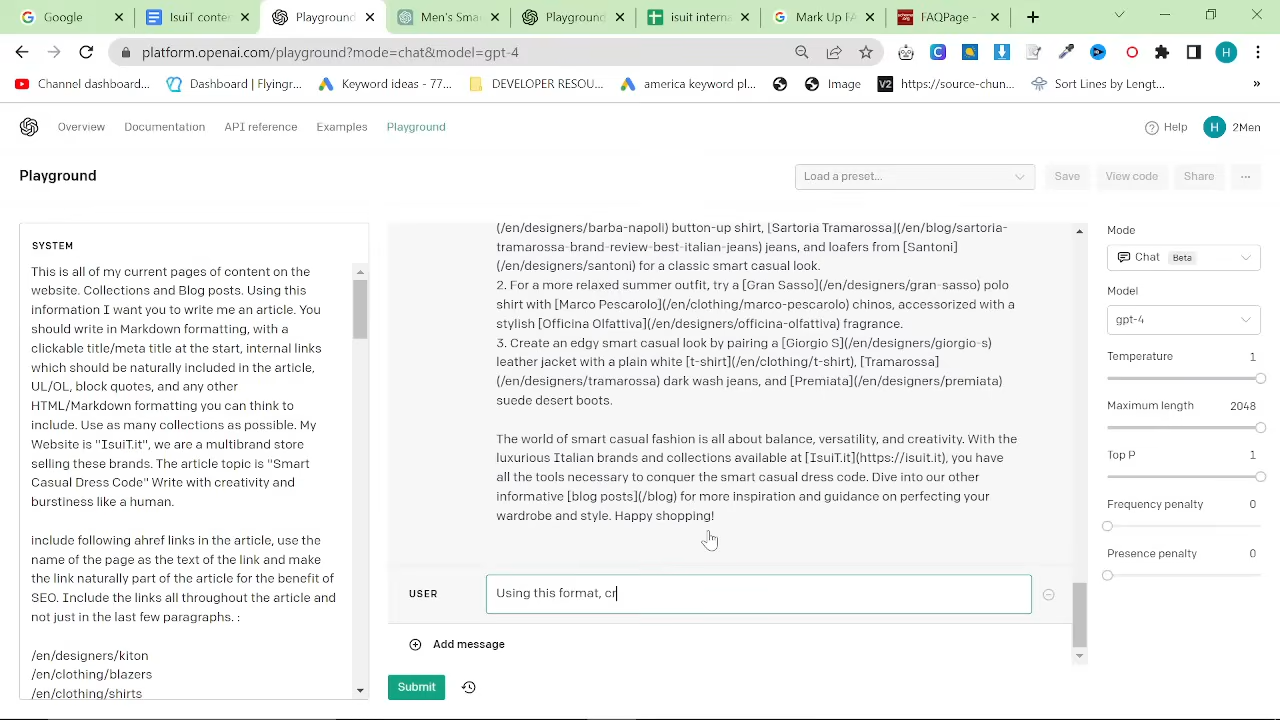 Google
IsuiT center
Playground
Men's Srr
Playground
isuit interna
Mark Up FA
FAQPage -
platform.openai.com/playground?mode=chat&model=gpt-4
H
Channel dashboard...
Dashboard | Flyingr...
Keyword ideas - 77...
DEVELOPER RESOU...
america keyword pl...
Image
V2
https://source-chun...
Sort Lines by Lengt...
»
Overview
Documentation
API reference
Examples
Playground
Help
H
2Men
Playground
Load a preset...
Save
View code
Share
...
SYSTEM
This is all of my current pages of content on the
website. Collections and Blog posts. Using this
information I want you to write me an article. You
should write in Markdown formatting, with a
clickable title/meta title at the start, internal links
which should be naturally included in the article,
UL/OL, block quotes, and any other
HTML/Markdown formatting you can think to
include. Use as many collections as possible. My
Website is "IsuiT.it", we are a multibrand store
selling these brands. The article topic is "Smart
Casual Dress Code" Write with creativity and
burstiness like a human.
include following ahref links in the article, use the
name of the page as the text of the link and make
the link naturally part of the article for the benefit of
SEO. Include the links all throughout the article and
not just in the last few paragraphs. :
/en/designers/kiton
/en/clothing/blazers
/en/clothing/shirts
(/en/designers/barba-napoli) button-up shirt, [Sartoria Tramarossa](/en/blog/sartoria-
tramarossa-brand-review-best-italian-jeans) jeans, and loafers from [Santoni]
(/en/designers/santoni) for a classic smart casual look.
2. For a more relaxed summer outfit, try a [Gran Sasso](/en/designers/gran-sasso) polo
shirt with [Marco Pescarolo](/en/clothing/marco-pescarolo) chinos, accessorized with a
stylish [Officina Olfattiva](/en/designers/officina-olfattiva) fragrance.
3. Create an edgy smart casual look by pairing a [Giorgio S](/en/designers/giorgio-s)
leather jacket with a plain white [t-shirt](/en/clothing/t-shirt), [Tramarossa]
(/en/designers/tramarossa) dark wash jeans, and [Premiata](/en/designers/premiata)
suede desert boots.
The world of smart casual fashion is all about balance, versatility, and creativity. With the
luxurious Italian brands and collections available at [IsuiT.it](https://isuit.it), you have
all the tools necessary to conquer the smart casual dress code. Dive into our other
informative [blog posts](/blog) for more inspiration and guidance on perfecting your
wardrobe and style. Happy shopping!
USER
Using this format, cr
Add message
Submit
Mode
Chat Beta
Model
gpt-4
Temperature 1
Maximum length 2048
Top P 1
Frequency penalty 0
Presence penalty 0